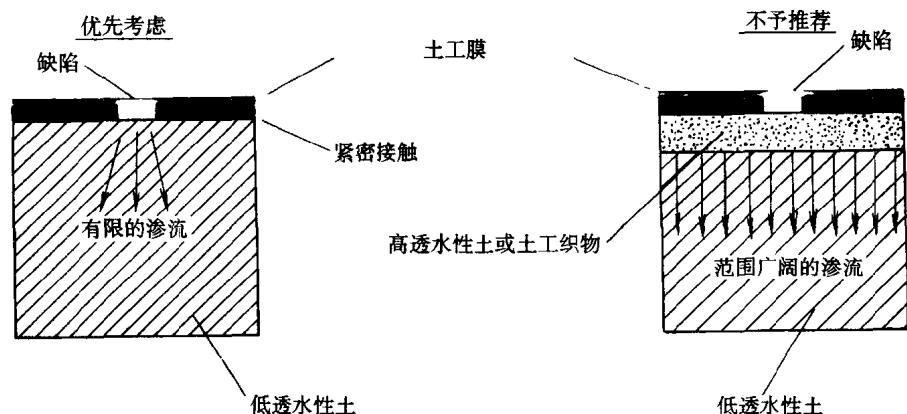 优先考虑
缺陷
土工膜
紧密接触
有限的渗流
低透水性土
不予推荐
缺陷
高透水性土或土工织物
范围广阔的渗流
低透水性土